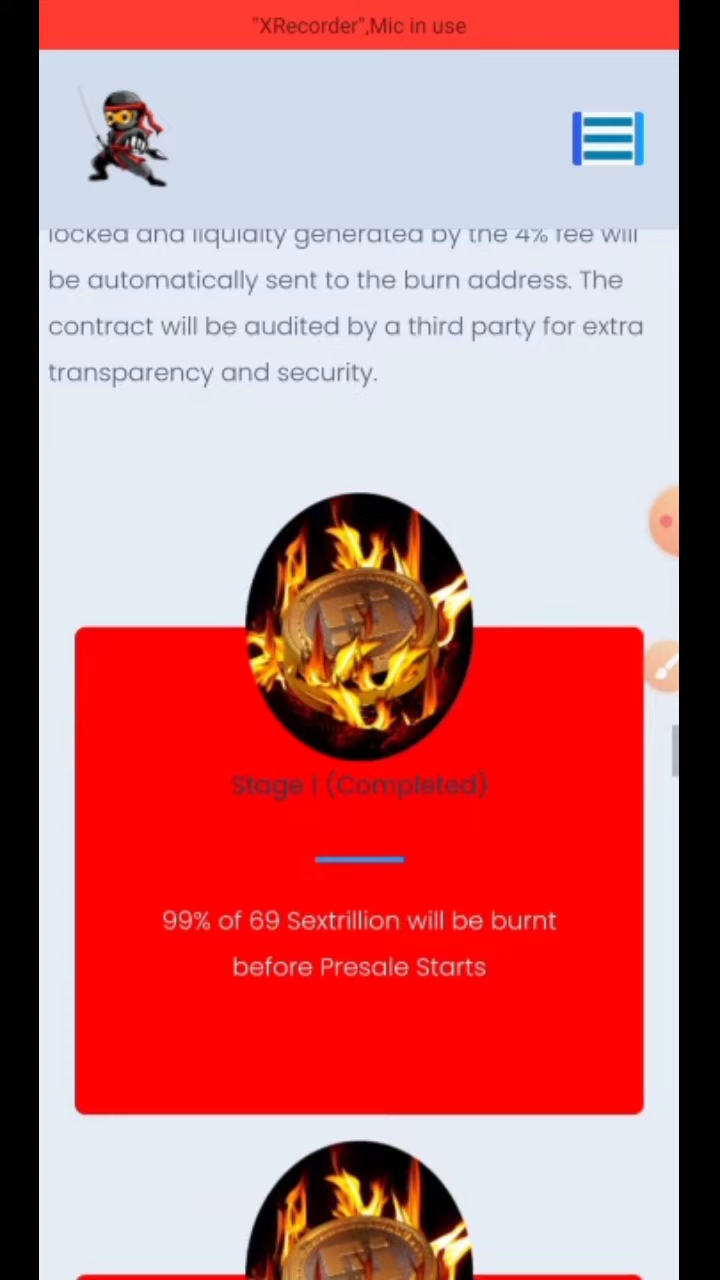 "XRecorder",Mic in use
locked and liquidity generated by the 4% fee will
be automatically sent to the burn address. The
contract will be audited by a third party for extra
transparency and security.
Stage 1 (Completed)
99% of 69 Sextrillion will be burnt
before Presale Starts